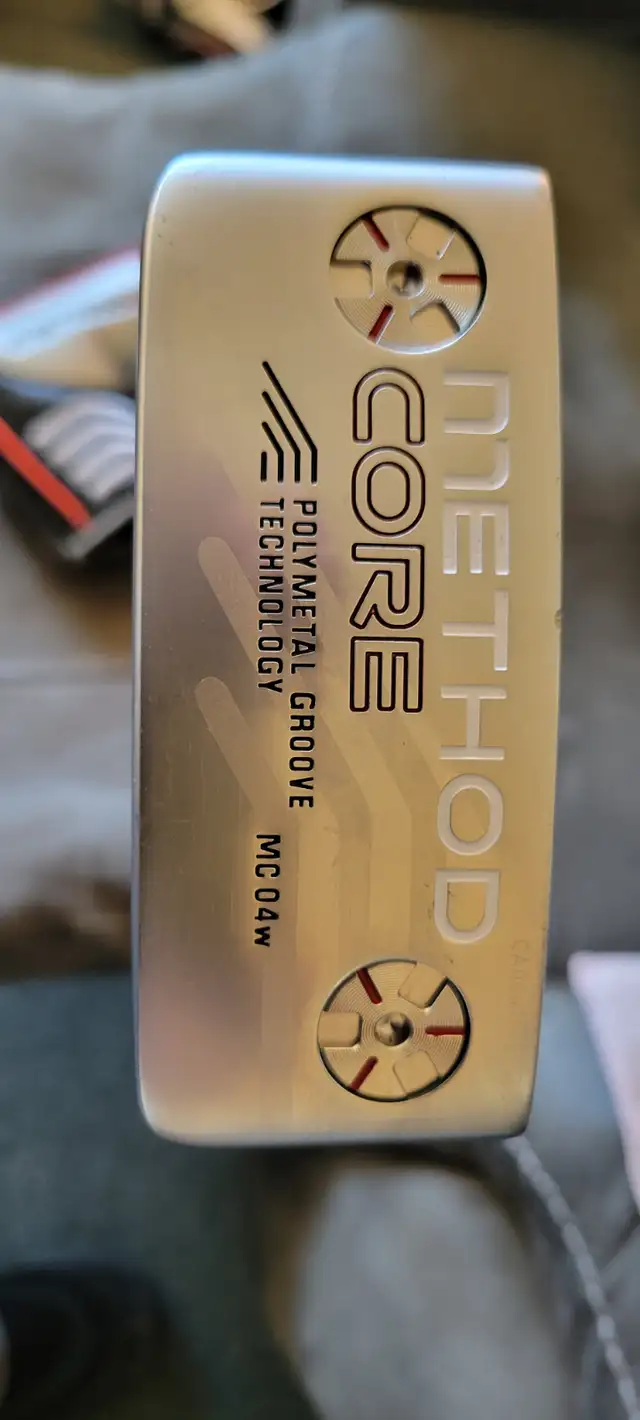 METHOD
CORE
POLYMETAL GROOVE
TECHNOLOGY
MC 04w